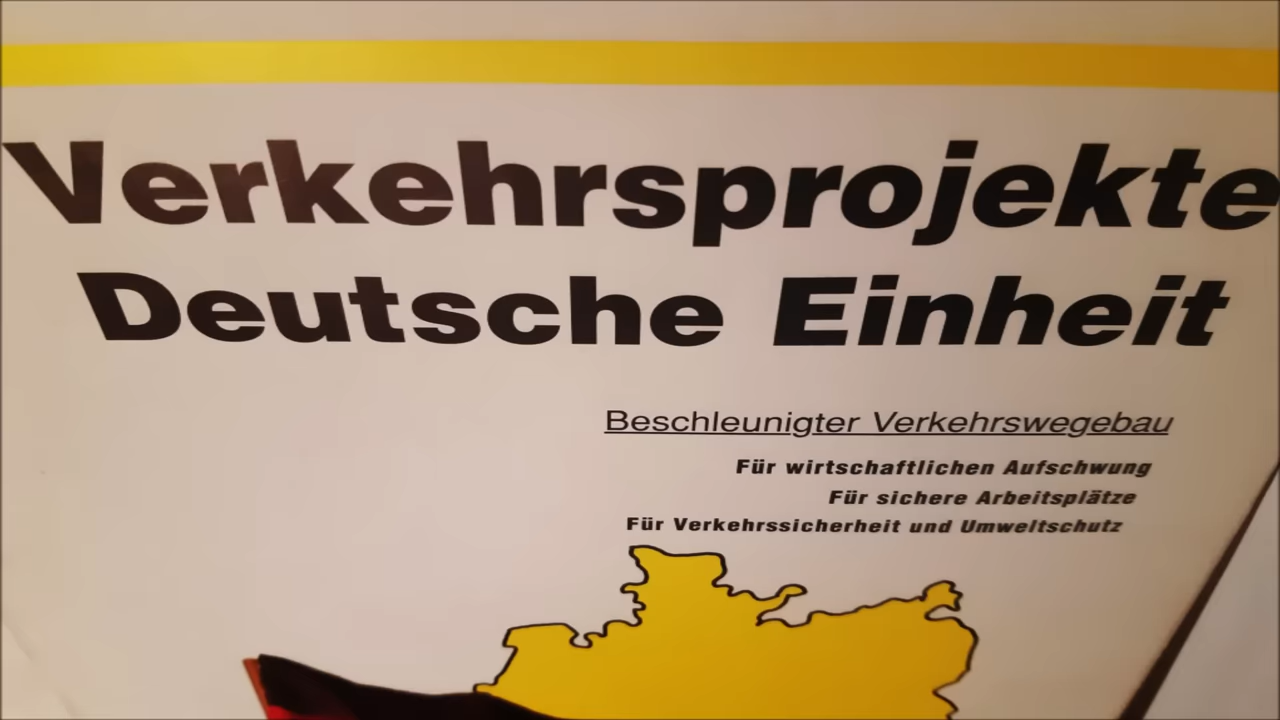 Verkehrsprojekte
Deutsche Einheit
Beschleunigter Verkehrswegebau
Für wirtschaftlichen Aufschwung
Für sichere Arbeitsplätze
Für Verkehrssicherheit und Umweltschutz